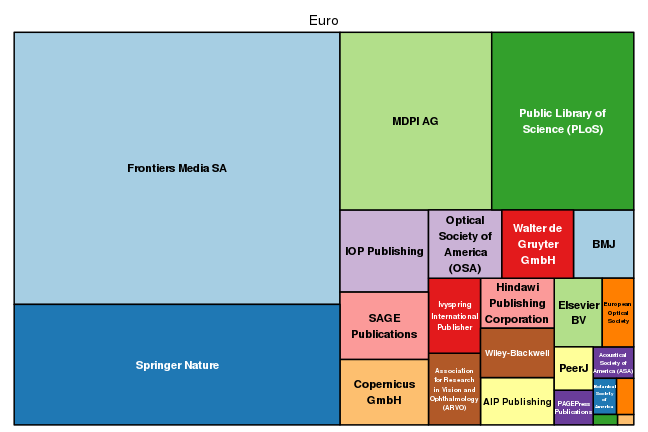 Euro
Frontiers Media SA
Springer Nature
MDPI AG
Public Library of
Science (PLoS)
IOP Publishing
Optical
Society of
America
(OSA)
Walter de
Gruyter
GmbH
BMJ
SAGE
Publications
Copernicus
GmbH
Ivyspring
International
Publisher
Association
for Research
in Vision and
Ophthalmology
(ARVO)
Hindawi
Publishing
Corporation
Wiley-Blackwell
AIP Publishing
Elsevier
BV
European
Optical
Society
PeerJ
PAGEPress
Publications
Acoustical
Society of
America (ASA)
Botanical
Society
of
America